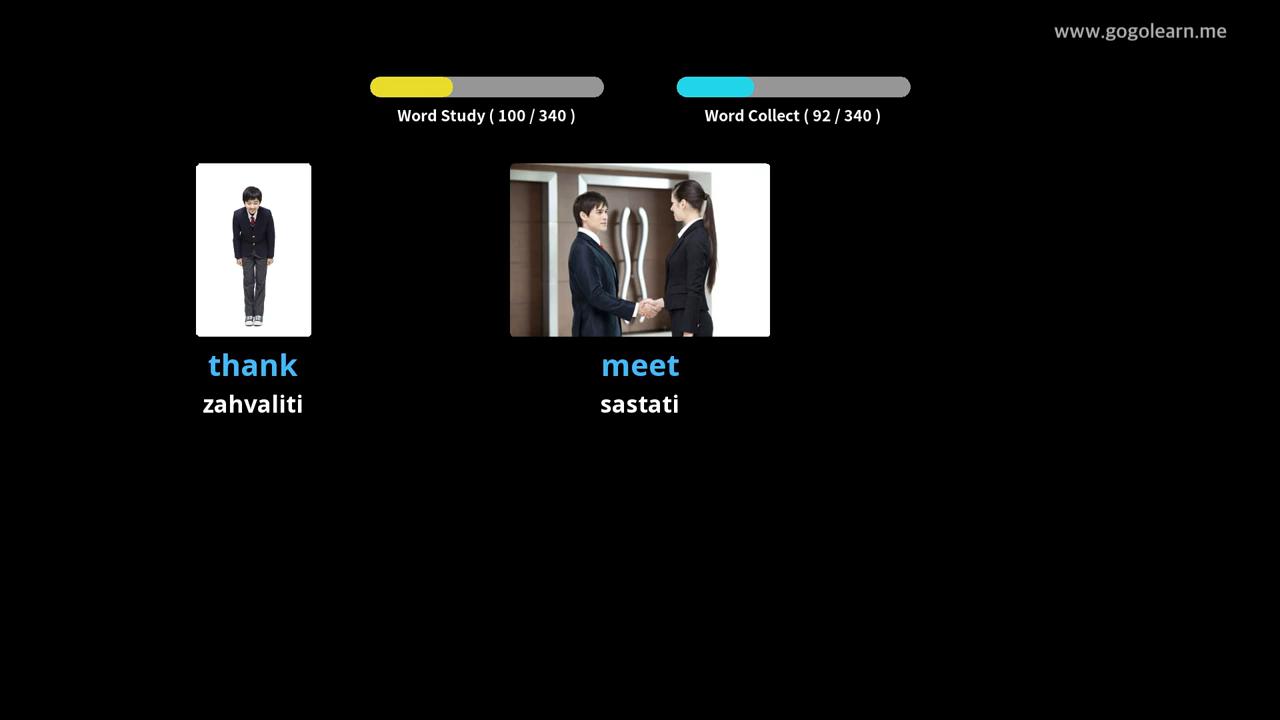 www.gogolearn.me
Word Study ( 100 / 340 )
Word Collect ( 92 / 340 )
thank
zahvaliti
meet
sastati